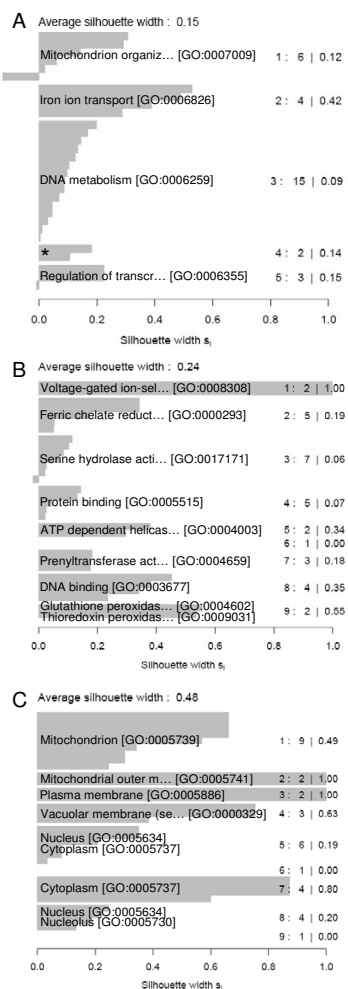 A
Average silhouette width : 0.15
Mitochondrion organiz… [GO:0007009] 1 : 6 | 0.12
Iron ion transport [GO:0006826] 2 : 4 | 0.42
DNA metabolism [GO:0006259] 3 : 15 | 0.09
* 4 : 2 | 0.14
Regulation of transcr… [GO:0006355] 5 : 3 | 0.15
0.0 0.2 0.4 0.6 0.8 1.0
Silhouette width si
B
Average silhouette width : 0.24
Voltage-gated ion-sel… [GO:0008308] 1 : 2 | 1.00
Ferric chelate reduct… [GO:0000293] 2 : 5 | 0.19
Serine hydrolase acti… [GO:0017171] 3 : 7 | 0.06
Protein binding [GO:0005515] 4 : 5 | 0.07
ATP dependent helicas… [GO:0004003] 5 : 2 | 0.34
6 : 1 | 0.00
Prenyltransferase act… [GO:0004659] 7 : 3 | 0.18
DNA binding [GO:0003677] 8 : 4 | 0.35
Glutathione peroxidas… [GO:0004602] 9 : 2 | 0.55
Thioredoxin peroxidas… [GO:0009031]
0.0 0.2 0.4 0.6 0.8 1.0
Silhouette width si
C
Average silhouette width : 0.48
Mitochondrion [GO:0005739] 1 : 9 | 0.49
Mitochondrial outer m… [GO:0005741] 2 : 2 | 1.00
Plasma membrane [GO:0005886] 3 : 2 | 1.00
Vacuolar membrane (se… [GO:0000329] 4 : 3 | 0.63
Nucleus [GO:0005634]
Cytoplasm [GO:0005737] 5 : 6 | 0.19
6 : 1 | 0.00
Cytoplasm [GO:0005737] 7 : 4 | 0.80
Nucleus [GO:0005634]
Nucleolus [GO:0005730] 8 : 4 | 0.20
9 : 1 | 0.00
0.0 0.2 0.4 0.6 0.8 1.0
Silhouette width si